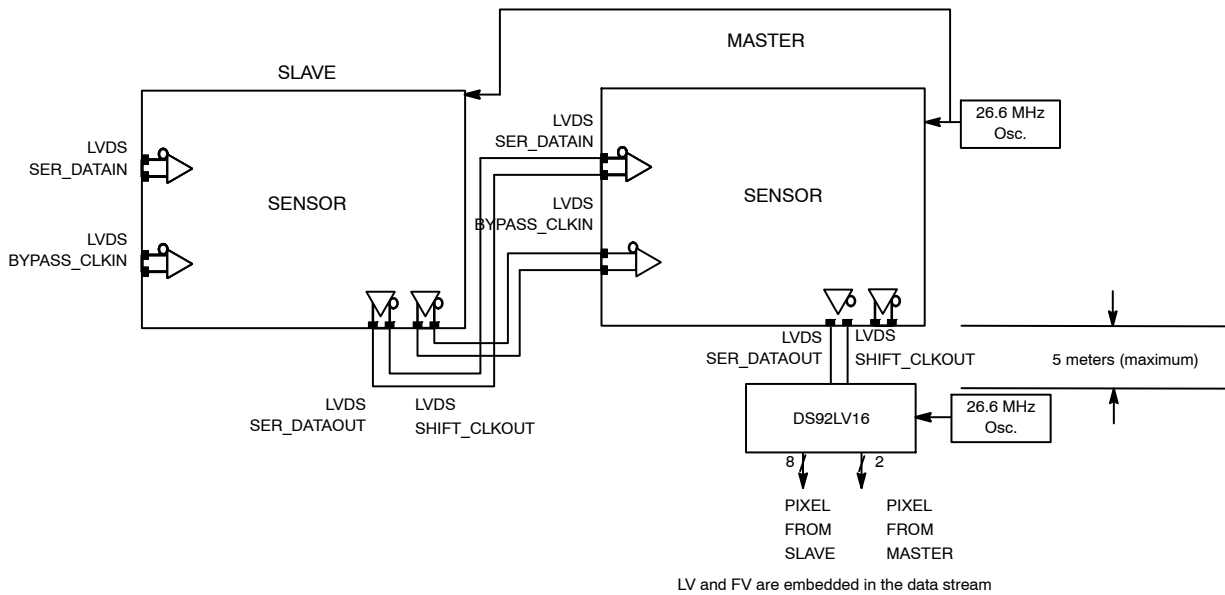 MASTER
SLAVE
26.6 MHz
Osc.
LVDS
SER_DATAIN
LVDS
SER_DATAIN
SENSOR
SENSOR
LVDS
BYPASS_CLKIN
LVDS
BYPASS_CLKIN
LVDS
SER_DATAOUT
LVDS
SHIFT_CLKOUT
5 meters (maximum)
LVDS
SER_DATAOUT
LVDS
SHIFT_CLKOUT
DS92LV16
26.6 MHz
Osc.
8
2
PIXEL
FROM
SLAVE
PIXEL
FROM
MASTER
LV and FV are embedded in the data stream